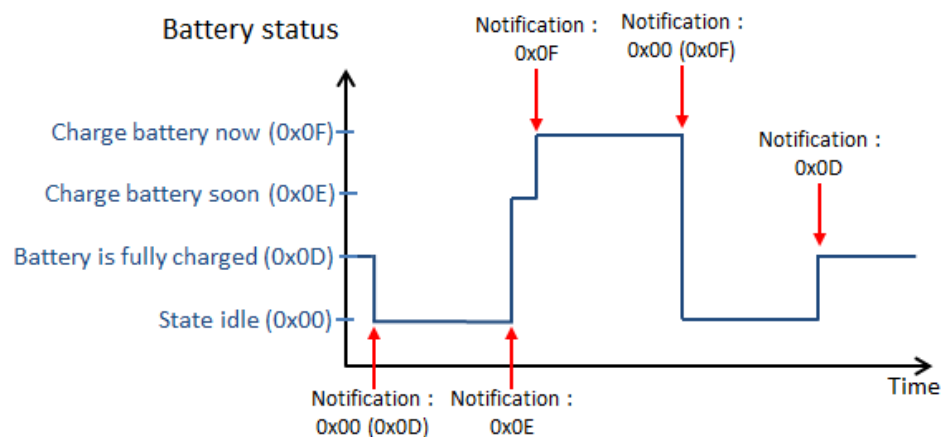 Battery status
Notification :
0x0F
Notification :
0x00 (0x0F)
Notification :
0x0D
Charge battery now (0x0F)
Charge battery soon (0x0E)
Battery is fully charged (0x0D)
State idle (0x00)
Time
Notification :
0x00 (0x0D)
Notification :
0x0E